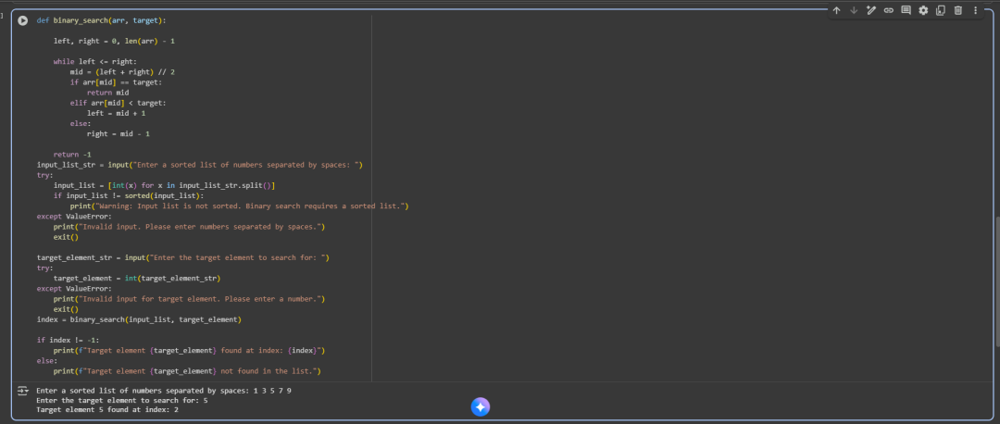 def binary_search(arr, target):
    left, right = 0, len(arr) - 1
    while left <= right:
        mid = (left + right) // 2
        if arr[mid] == target:
            return mid
        elif arr[mid] < target:
            left = mid + 1
        else:
            right = mid - 1
    return -1
input_list_str = input("Enter a sorted list of numbers separated by spaces: ")
try:
    input_list = [int(x) for x in input_list_str.split()]
    if input_list != sorted(input_list):
        print("Warning: Input list is not sorted. Binary search requires a sorted list.")
except ValueError:
    print("Invalid input. Please enter numbers separated by spaces.")
    exit()
target_element_str = input("Enter the target element to search for: ")
try:
    target_element = int(target_element_str)
except ValueError:
    print("Invalid input for target element. Please enter a number.")
    exit()
index = binary_search(input_list, target_element)
if index != -1:
    print(f"Target element {target_element} found at index: {index}")
else:
    print(f"Target element {target_element} not found in the list.")
Enter a sorted list of numbers separated by spaces: 1 3 5 7 9
Enter the target element to search for: 5
Target element 5 found at index: 2